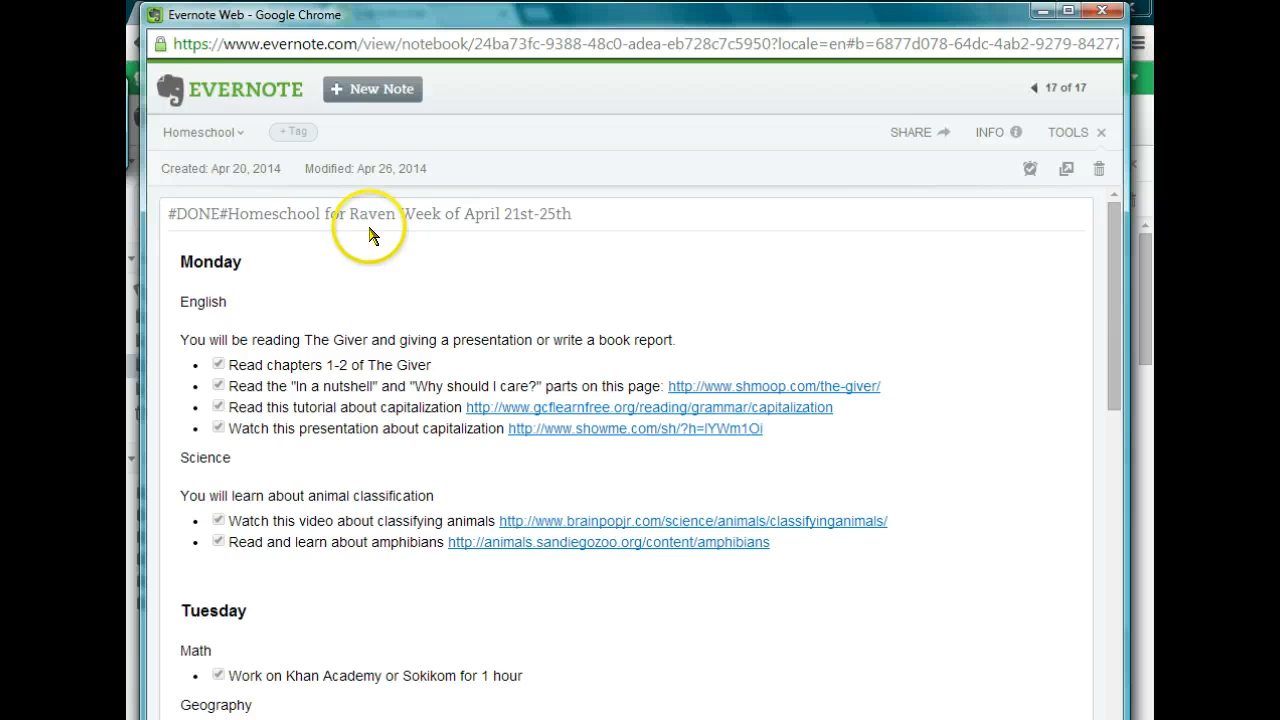 Evernote Web - Google Chrome
https://www.evernote.com/view/notebook/24ba73fc-9388-48c0-adea-eb728c7c5950?locale=en#b=6877d078-64dc-4ab2-9279-84277
EVERNOTE
+ New Note
17 of 17
Homeschool
+ Tag
SHARE
INFO
TOOLS
Created: Apr 20, 2014
Modified: Apr 26, 2014
#DONE#Homeschool for Raven Week of April 21st-25th
Monday
English
You will be reading The Giver and giving a presentation or write a book report.
• Read chapters 1-2 of The Giver
• Read the "In a nutshell" and "Why should I care?" parts on this page: http://www.shmoop.com/the-giver/
• Read this tutorial about capitalization http://www.gcflearnfree.org/reading/grammar/capitalization
• Watch this presentation about capitalization http://www.showme.com/sh/?h=IYWm1Oi
Science
You will learn about animal classification
• Watch this video about classifying animals http://www.brainpopjr.com/science/animals/classifyinganimals/
• Read and learn about amphibians http://animals.sandiegozoo.org/content/amphibians
Tuesday
Math
• Work on Khan Academy or Sokikom for 1 hour
Geography